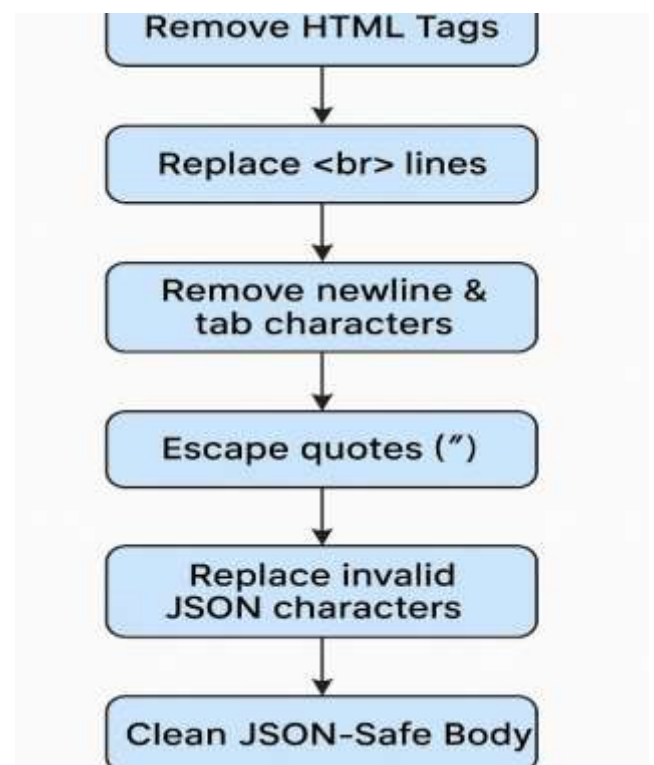 Remove HTML Tags
Replace <br> lines
Remove newline &
tab characters
Escape quotes (″)
Replace invalid
JSON characters
Clean JSON-Safe Body